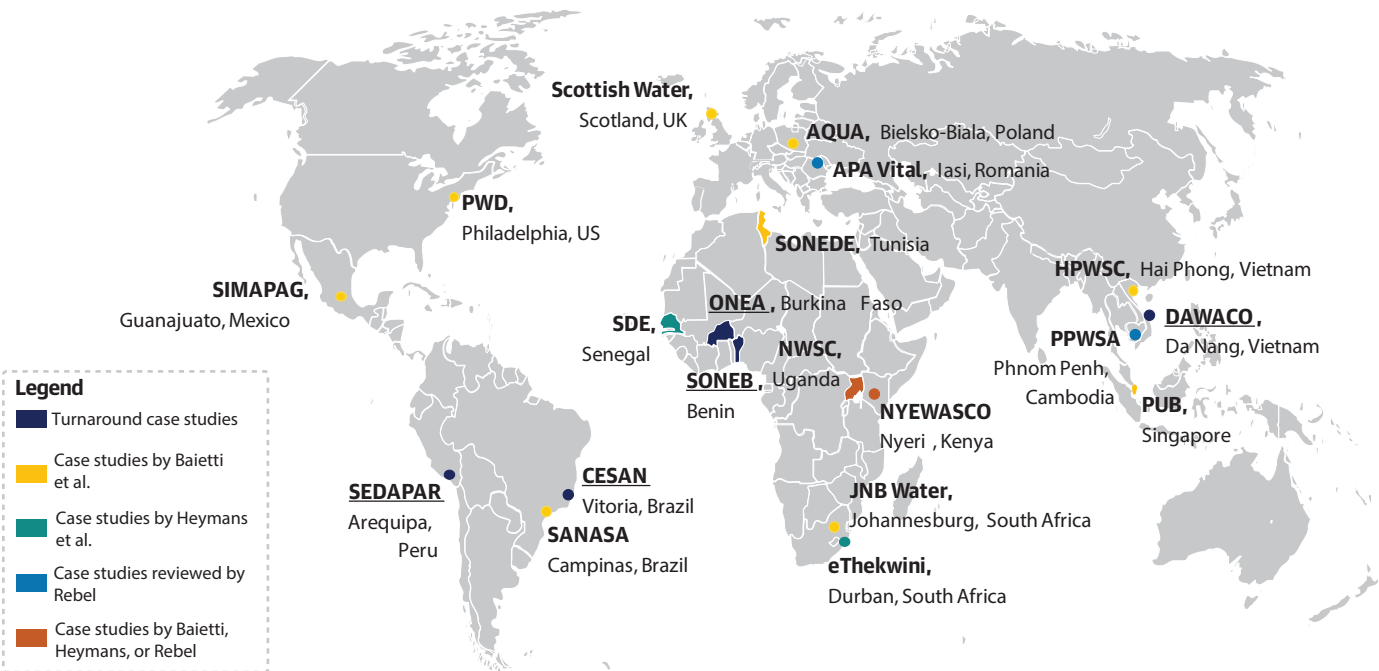 Scottish Water,
Scotland, UK
AQUA, Bielsko-Biala, Poland
APA Vital, Iasi, Romania
PWD,
Philadelphia, US
SONEDE, Tunisia
HPWSC, Hai Phong, Vietnam
SIMAPAG,
Guanajuato, Mexico
ONEA , Burkina Faso
SDE,
Senegal
DAWACO ,
Da Nang, Vietnam
PPWSA
Phnom Penh,
Cambodia
NWSC,
Uganda
SONEB ,
Benin
NYEWASCO
Nyeri , Kenya
PUB,
Singapore
Legend
Turnaround case studies
Case studies by Baietti
et al.
Case studies by Heymans
et al.
Case studies reviewed by
Rebel
Case studies by Baietti,
Heymans, or Rebel
SEDAPAR
Arequipa,
Peru
CESAN
Vitoria, Brazil
SANASA
Campinas, Brazil
JNB Water,
Johannesburg, South Africa
eThekwini,
Durban, South Africa